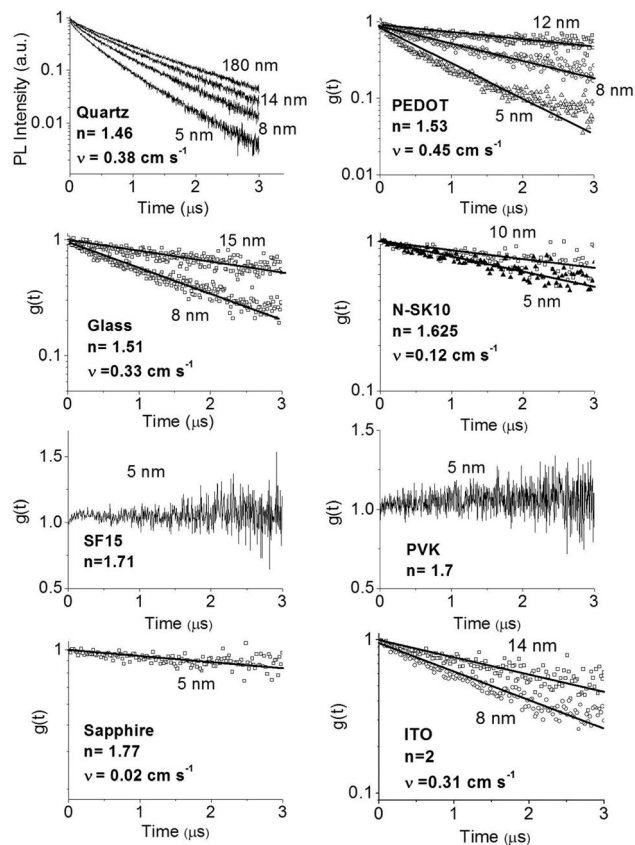 1
0.1
0.01
PL Intensity (a.u.)
180 nm
14 nm
8 nm
5 nm
Quartz
n= 1.46
ν = 0.38 cm s⁻¹
0 1 2 3
Time (μs)
1
0.1
0.01
g(t)
12 nm
8 nm
5 nm
PEDOT
n = 1.53
ν = 0.45 cm s⁻¹
0 1 2 3
Time (μs)
1
0.1
g(t)
15 nm
8 nm
Glass
n = 1.51
ν = 0.33 cm s⁻¹
0 1 2 3
Time (μs)
1
0.1
g(t)
10 nm
5 nm
N-SK10
n = 1.625
ν =0.12 cm s⁻¹
0 1 2 3
Time (μs)
1.5
1.0
0.5
g(t)
5 nm
SF15
n=1.71
0 1 2 3
Time (μs)
1.5
1.0
0.5
g(t)
5 nm
PVK
n = 1.7
0 1 2 3
Time (μs)
1
g(t)
5 nm
Sapphire
n = 1.77
ν = 0.02 cm s⁻¹
0 1 2 3
Time (μs)
1
0.1
g(t)
14 nm
8 nm
ITO
n=2
ν =0.31 cm s⁻¹
0 1 2 3
Time (μs)